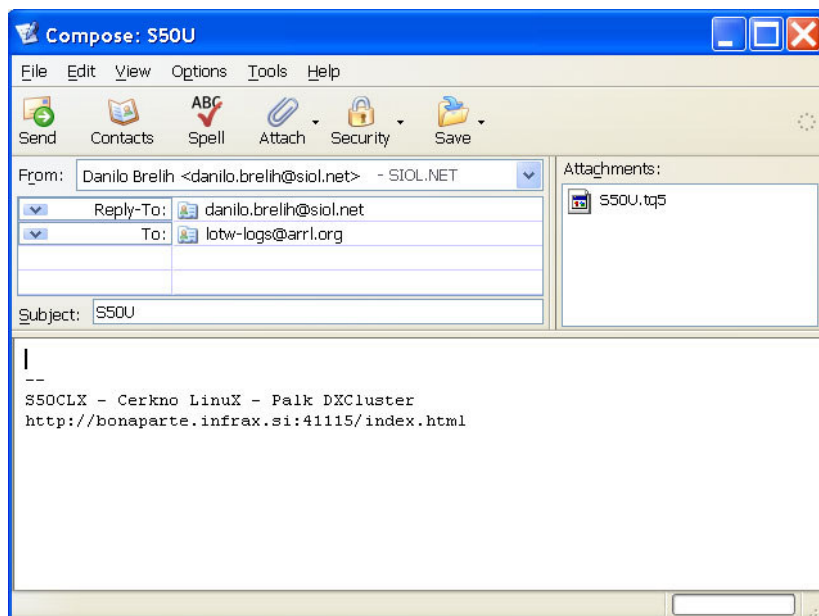 Compose: S50U
File Edit View Options Tools Help
ABC
Send Contacts Spell Attach Security Save
From: Danilo Brelih <danilo.brelih@siol.net> - SIOL.NET
Attachments:
Reply-To: danilo.brelih@siol.net
S50U.tq5
To: lotw-logs@arrl.org
Subject: S50U
--
S50CLX - Cerkno LinuX - Palk DXCluster
http://bonaparte.infrax.si:41115/index.html